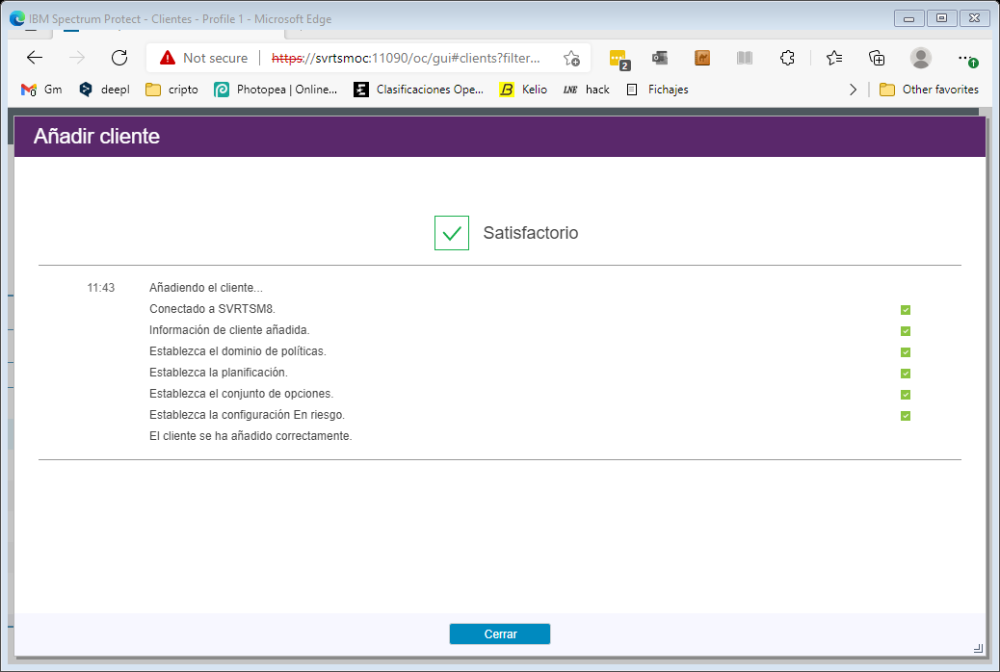 IBM Spectrum Protect - Clientes - Profile 1 - Microsoft Edge
Not secure https://svrtsmoc:11090/oc/gui#clients?filter... 2
Gm deepl cripto Photopea | Online... Clasificaciones Ope... B Kelio LNE hack Fichajes Other favorites
Añadir cliente
Satisfactorio
11:43 Añadiendo el cliente...
Conectado a SVRTSM8.
Información de cliente añadida.
Establezca el dominio de políticas.
Establezca la planificación.
Establezca el conjunto de opciones.
Establezca la configuración En riesgo.
El cliente se ha añadido correctamente.
Cerrar